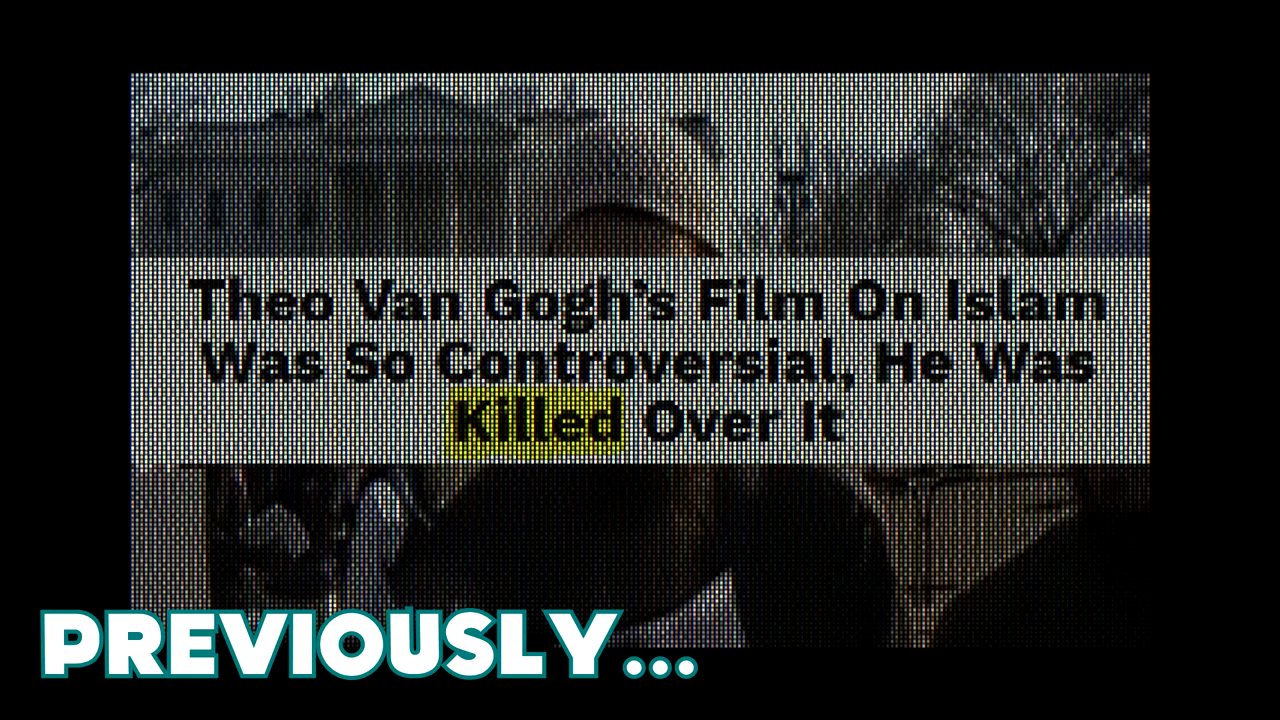 Theo Van Gogh's Film On Islam
Was So Controversial, He Was
Killed Over It
PREVIOUSLY...